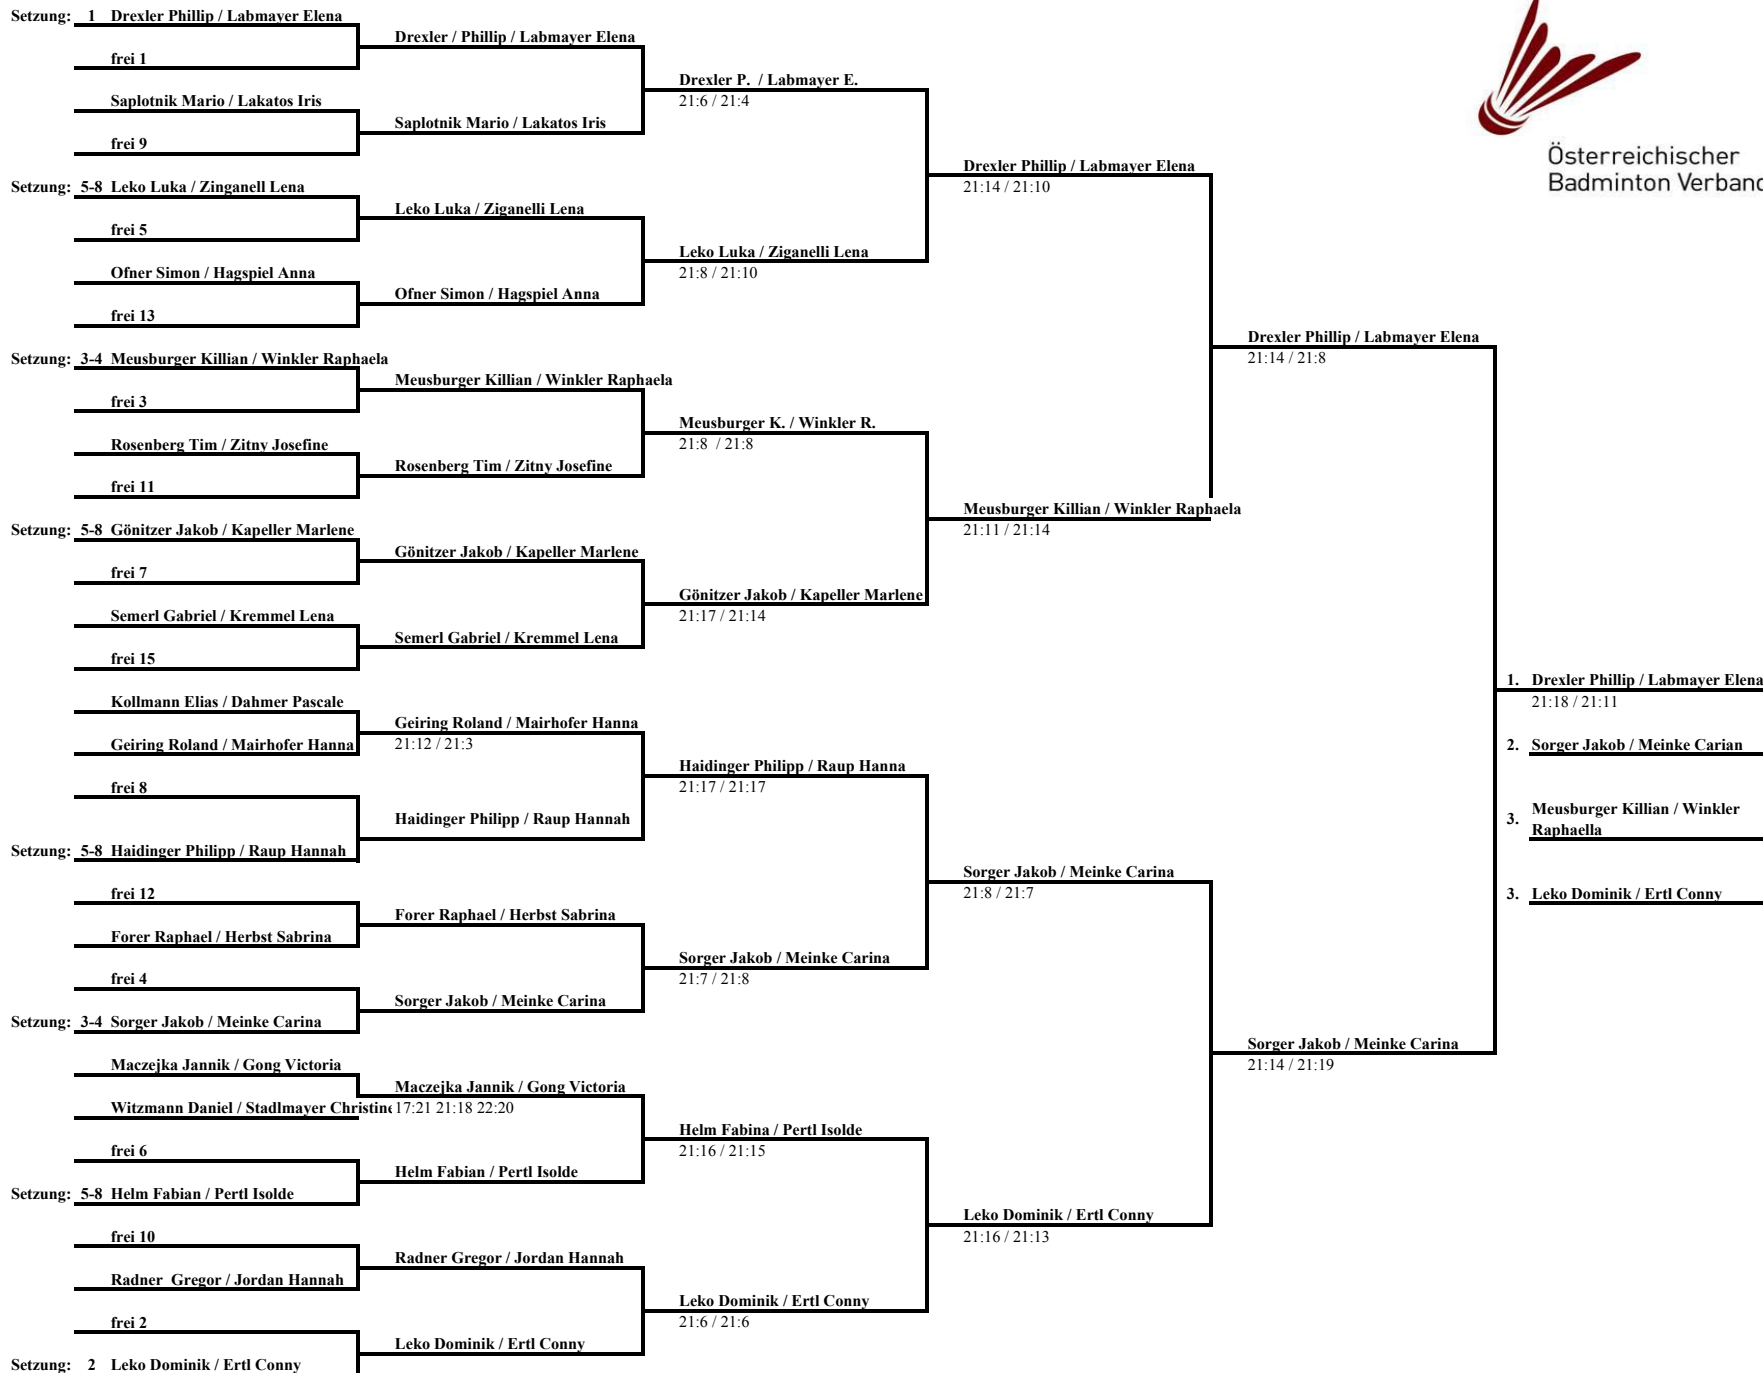 Setzung: 1 Drexler Phillip / Labmayer Elena
frei 1
Saplotnik Mario / Lakatos Iris
frei 9
Setzung: 5-8 Leko Luka / Zinganell Lena
frei 5
Ofner Simon / Hagspiel Anna
frei 13
Setzung: 3-4 Meusburger Killian / Winkler Raphaela
frei 3
Rosenberg Tim / Zitny Josefine
frei 11
Setzung: 5-8 Gönitzer Jakob / Kapeller Marlene
frei 7
Semerl Gabriel / Kremmel Lena
frei 15
Kollmann Elias / Dahmer Pascale
Geiring Roland / Mairhofer Hanna
frei 8
Setzung: 5-8 Haidinger Philipp / Raup Hannah
frei 12
Forer Raphael / Herbst Sabrina
frei 4
Setzung: 3-4 Sorger Jakob / Meinke Carina
Maczejka Jannik / Gong Victoria
Witzmann Daniel / Stadlmayer Christine
frei 6
Setzung: 5-8 Helm Fabian / Pertl Isolde
frei 10
Radner Gregor / Jordan Hannah
frei 2
Setzung: 2 Leko Dominik / Ertl Conny
Drexler / Phillip / Labmayer Elena
Saplotnik Mario / Lakatos Iris
Leko Luka / Ziganelli Lena
Ofner Simon / Hagspiel Anna
Meusburger Killian / Winkler Raphaela
Rosenberg Tim / Zitny Josefine
Gönitzer Jakob / Kapeller Marlene
Semerl Gabriel / Kremmel Lena
Geiring Roland / Mairhofer Hanna
21:12 / 21:3
Haidinger Philipp / Raup Hannah
Forer Raphael / Herbst Sabrina
Sorger Jakob / Meinke Carina
Maczejka Jannik / Gong Victoria
17:21 21:18 22:20
Helm Fabian / Pertl Isolde
Radner Gregor / Jordan Hannah
Leko Dominik / Ertl Conny
Drexler P. / Labmayer E.
21:6 / 21:4
Leko Luka / Ziganelli Lena
21:8 / 21:10
Meusburger K. / Winkler R.
21:8 / 21:8
Gönitzer Jakob / Kapeller Marlene
21:17 / 21:14
Haidinger Philipp / Raup Hanna
21:17 / 21:17
Sorger Jakob / Meinke Carina
21:7 / 21:8
Helm Fabina / Pertl Isolde
21:16 / 21:15
Leko Dominik / Ertl Conny
21:6 / 21:6
Drexler Phillip / Labmayer Elena
21:14 / 21:10
Meusburger Killian / Winkler Raphaela
21:11 / 21:14
Sorger Jakob / Meinke Carina
21:8 / 21:7
Leko Dominik / Ertl Conny
21:16 / 21:13
Drexler Phillip / Labmayer Elena
21:14 / 21:8
Sorger Jakob / Meinke Carina
21:14 / 21:19
Österreichischer
Badminton Verband
1. Drexler Phillip / Labmayer Elena
21:18 / 21:11
2. Sorger Jakob / Meinke Carian
3. Meusburger Killian / Winkler
Raphaella
3. Leko Dominik / Ertl Conny